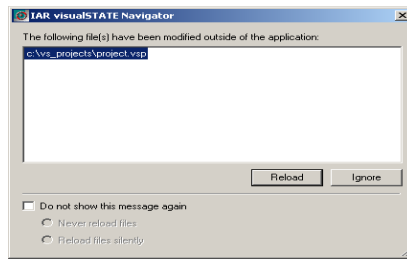 IAR visualSTATE Navigator
The following file(s) have been modified outside of the application:
c:\vs_projects\project.vsp
Reload Ignore
Do not show this message again
Never reload files
Reload files silently